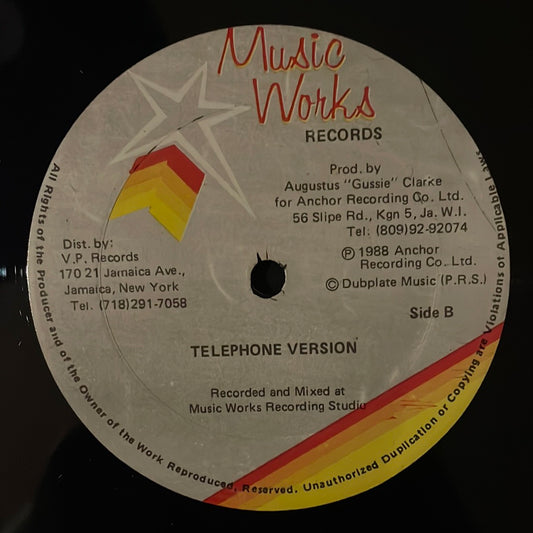 Music
Works
RECORDS
Prod. by
Augustus "Gussie" Clarke
for Anchor Recording Co. Ltd.
56 Slipe Rd., Kgn 5, Ja. W.I.
Tel: (809)92-92074
Ⓟ 1988 Anchor
Recording Co.. Ltd.
© Dubplate Music (P.R.S.)
Side B
Dist. by:
V.P. Records
170 21 Jamaica Ave.,
Jamaica, New York
Tel. (718)291-7058
TELEPHONE VERSION
Recorded and Mixed at
Music Works Recording Studio
All Rights of the Producer and of the Owner of the Work Reproduced, Reserved. Unauthorized Duplication or Copying are Violations of Applicable Laws